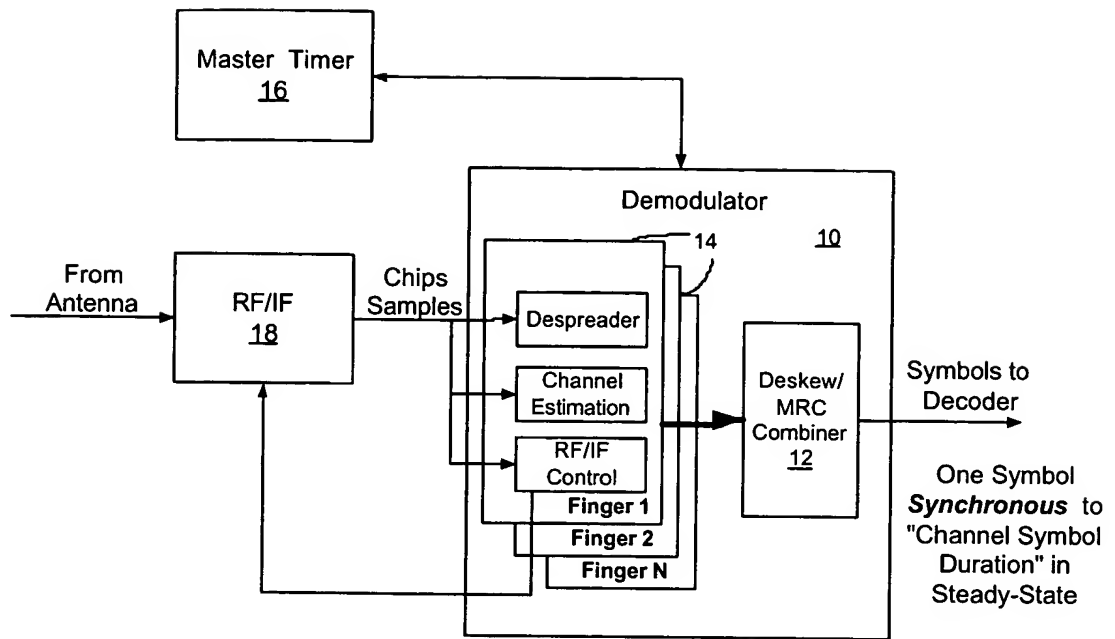 Master Timer
16
Demodulator
10
14
From
Antenna
RF/IF
18
Chips
Samples
Despreader
Channel
Estimation
RF/IF
Control
Finger 1
Finger 2
Finger N
Deskew/
MRC
Combiner
12
Symbols to
Decoder
One Symbol
Synchronous to
"Channel Symbol
Duration" in
Steady-State